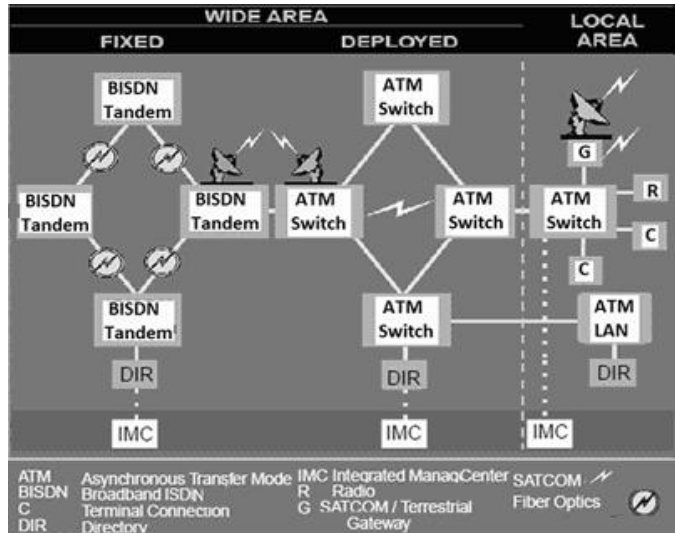 WIDE AREA
LOCAL
AREA
FIXED
DEPLOYED
BISDN
Tandem
ATM
Switch
G
BISDN
Tandem
BISDN
Tandem
ATM
Switch
ATM
Switch
ATM
Switch
R
C
C
BISDN
Tandem
ATM
Switch
ATM
LAN
DIR
DIR
DIR
IMC
IMC
IMC
ATM Asynchronous Transfer Mode
BISDN Broadband ISDN
C Terminal Connection
DIR Directory
IMC Integrated ManagCenter
R Radio
G SATCOM / Terrestrial
Gateway
SATCOM
Fiber Optics